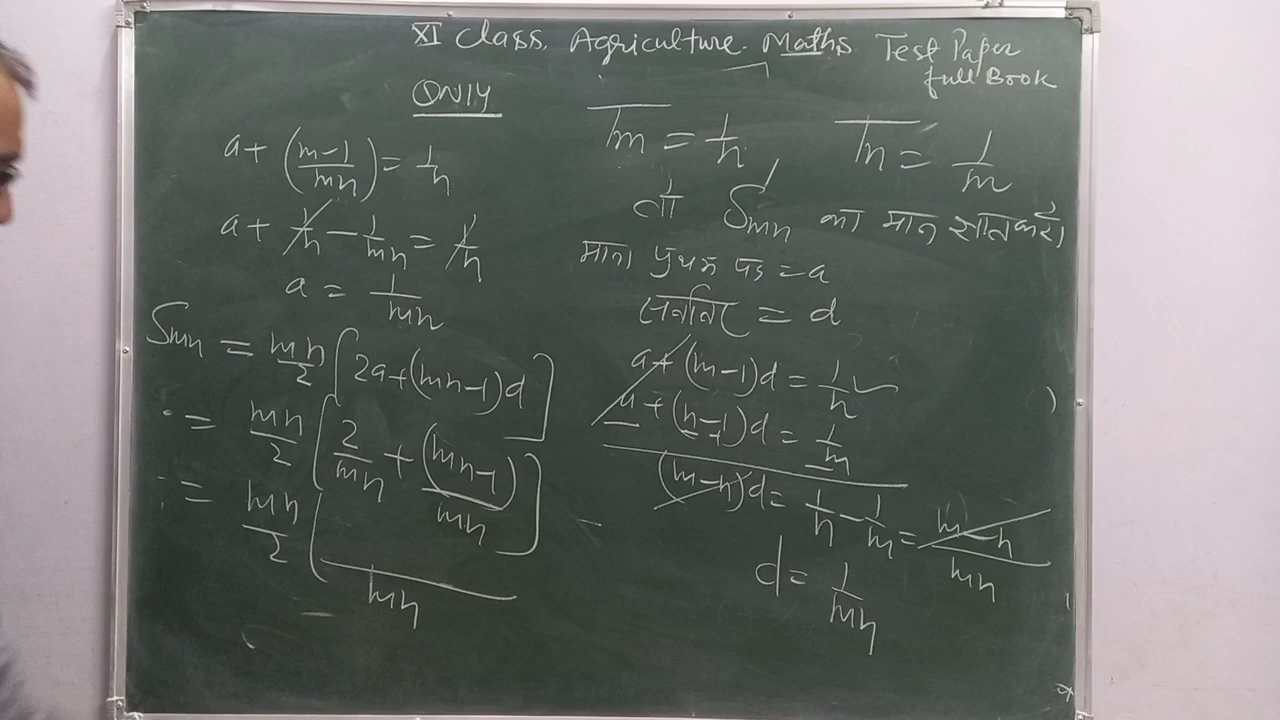 XI Class. Agriculture. Maths Test Paper
full Book
ONLY
Tm = 1/n Tn = 1/m
तो Smn का मान ज्ञात करो
माना प्रथम पद = a
= d
a + (m-1)d = 1/n
a + (n-1)d = 1/m
(m-n)d = 1/n - 1/m = m-n/mn
d = 1/mn
a + (m-1/mn) = 1/n
a + 1/n - 1/mn = 1/n
a = 1/mn
Smn = mn/2 [2a+(mn-1)d]
= mn/2 [2/mn + (mn-1)/mn]
= mn/2 [ /mn